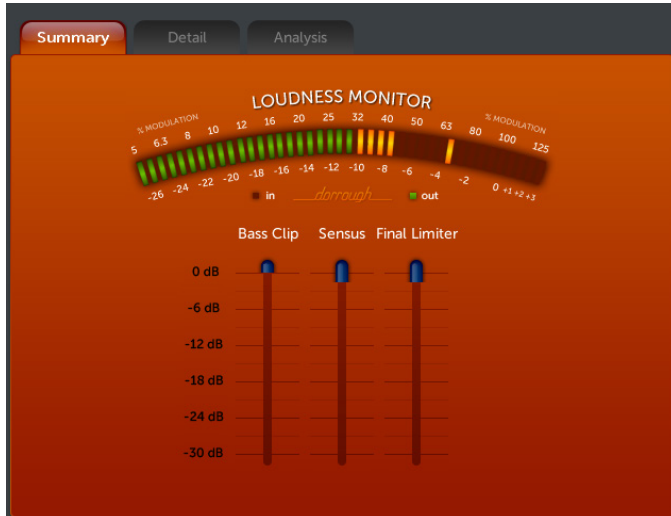 Summary Detail Analysis
LOUDNESS MONITOR
% MODULATION % MODULATION
5 6.3 8 10 12 16 20 25 32 40 50 63 80 100 125
-26 -24 -22 -20 -18 -16 -14 -12 -10 -8 -6 -4 -2 0 +1 +2 +3
in dorrough out
Bass Clip Sensus Final Limiter
0 dB
-6 dB
-12 dB
-18 dB
-24 dB
-30 dB